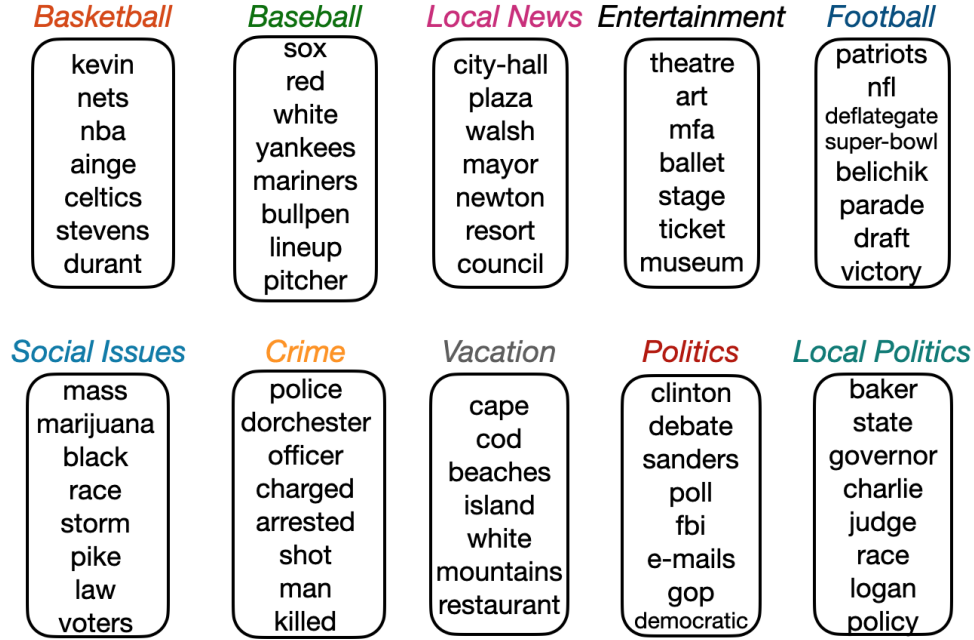 Basketball
kevin
nets
nba
ainge
celtics
stevens
durant
Baseball
sox
red
white
yankees
mariners
bullpen
lineup
pitcher
Local News
city-hall
plaza
walsh
mayor
newton
resort
council
Entertainment
theatre
art
mfa
ballet
stage
ticket
museum
Football
patriots
nfl
deflategate
super-bowl
belichik
parade
draft
victory
Social Issues
mass
marijuana
black
race
storm
pike
law
voters
Crime
police
dorchester
officer
charged
arrested
shot
man
killed
Vacation
cape
cod
beaches
island
white
mountains
restaurant
Politics
clinton
debate
sanders
poll
fbi
e-mails
gop
democratic
Local Politics
baker
state
governor
charlie
judge
race
logan
policy